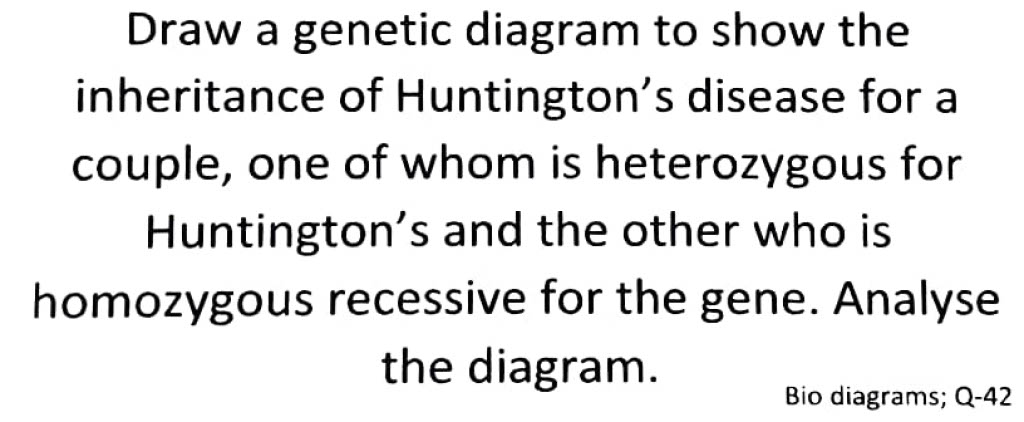 Draw a genetic diagram to show the
inheritance of Huntington’s disease for a
couple, one of whom is heterozygous for
Huntington’s and the other who is
homozygous recessive for the gene. Analyse
the diagram.
Bio diagrams; Q-42